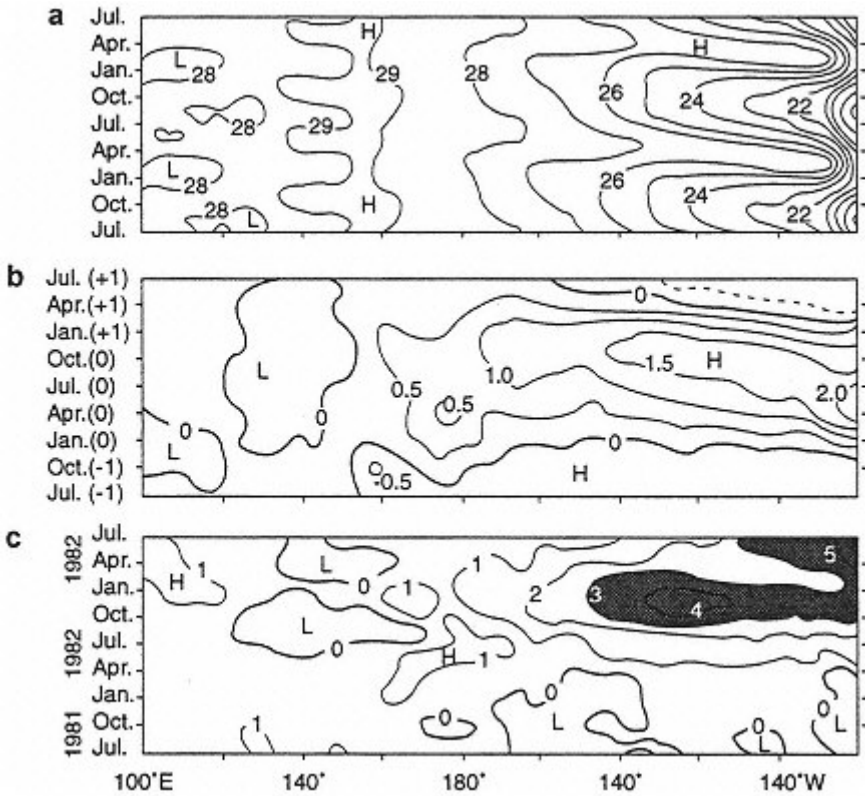 a
Jul.
H
Apr.
H
L
Jan.
28 29 28
26 24 22
Oct.
28 29
Jul.
Apr.
L
Jan.
28
26 24
Oct.
28 H 22
L
Jul.
b
Jul. (+1)
0
Apr.(+1)
Jan.(+1)
Oct.(0)
L 1.5 H
Jul. (0)
0.5 1.0 2.0
Apr.(0)
0 0 0.5
Jan.(0)
L 0
Oct.(-1)
-0.5 H
Jul. (-1)
c
Jul.
1982
Apr.
1 L 5
H 0 1 1
Jan.
2 3
Oct.
4
L
Jul.
0 H 1
1982
Apr.
Jan.
0 0
Oct.
1 0 L 0 0
1981
Jul.
L
100°E 140° 180° 140° 140°W